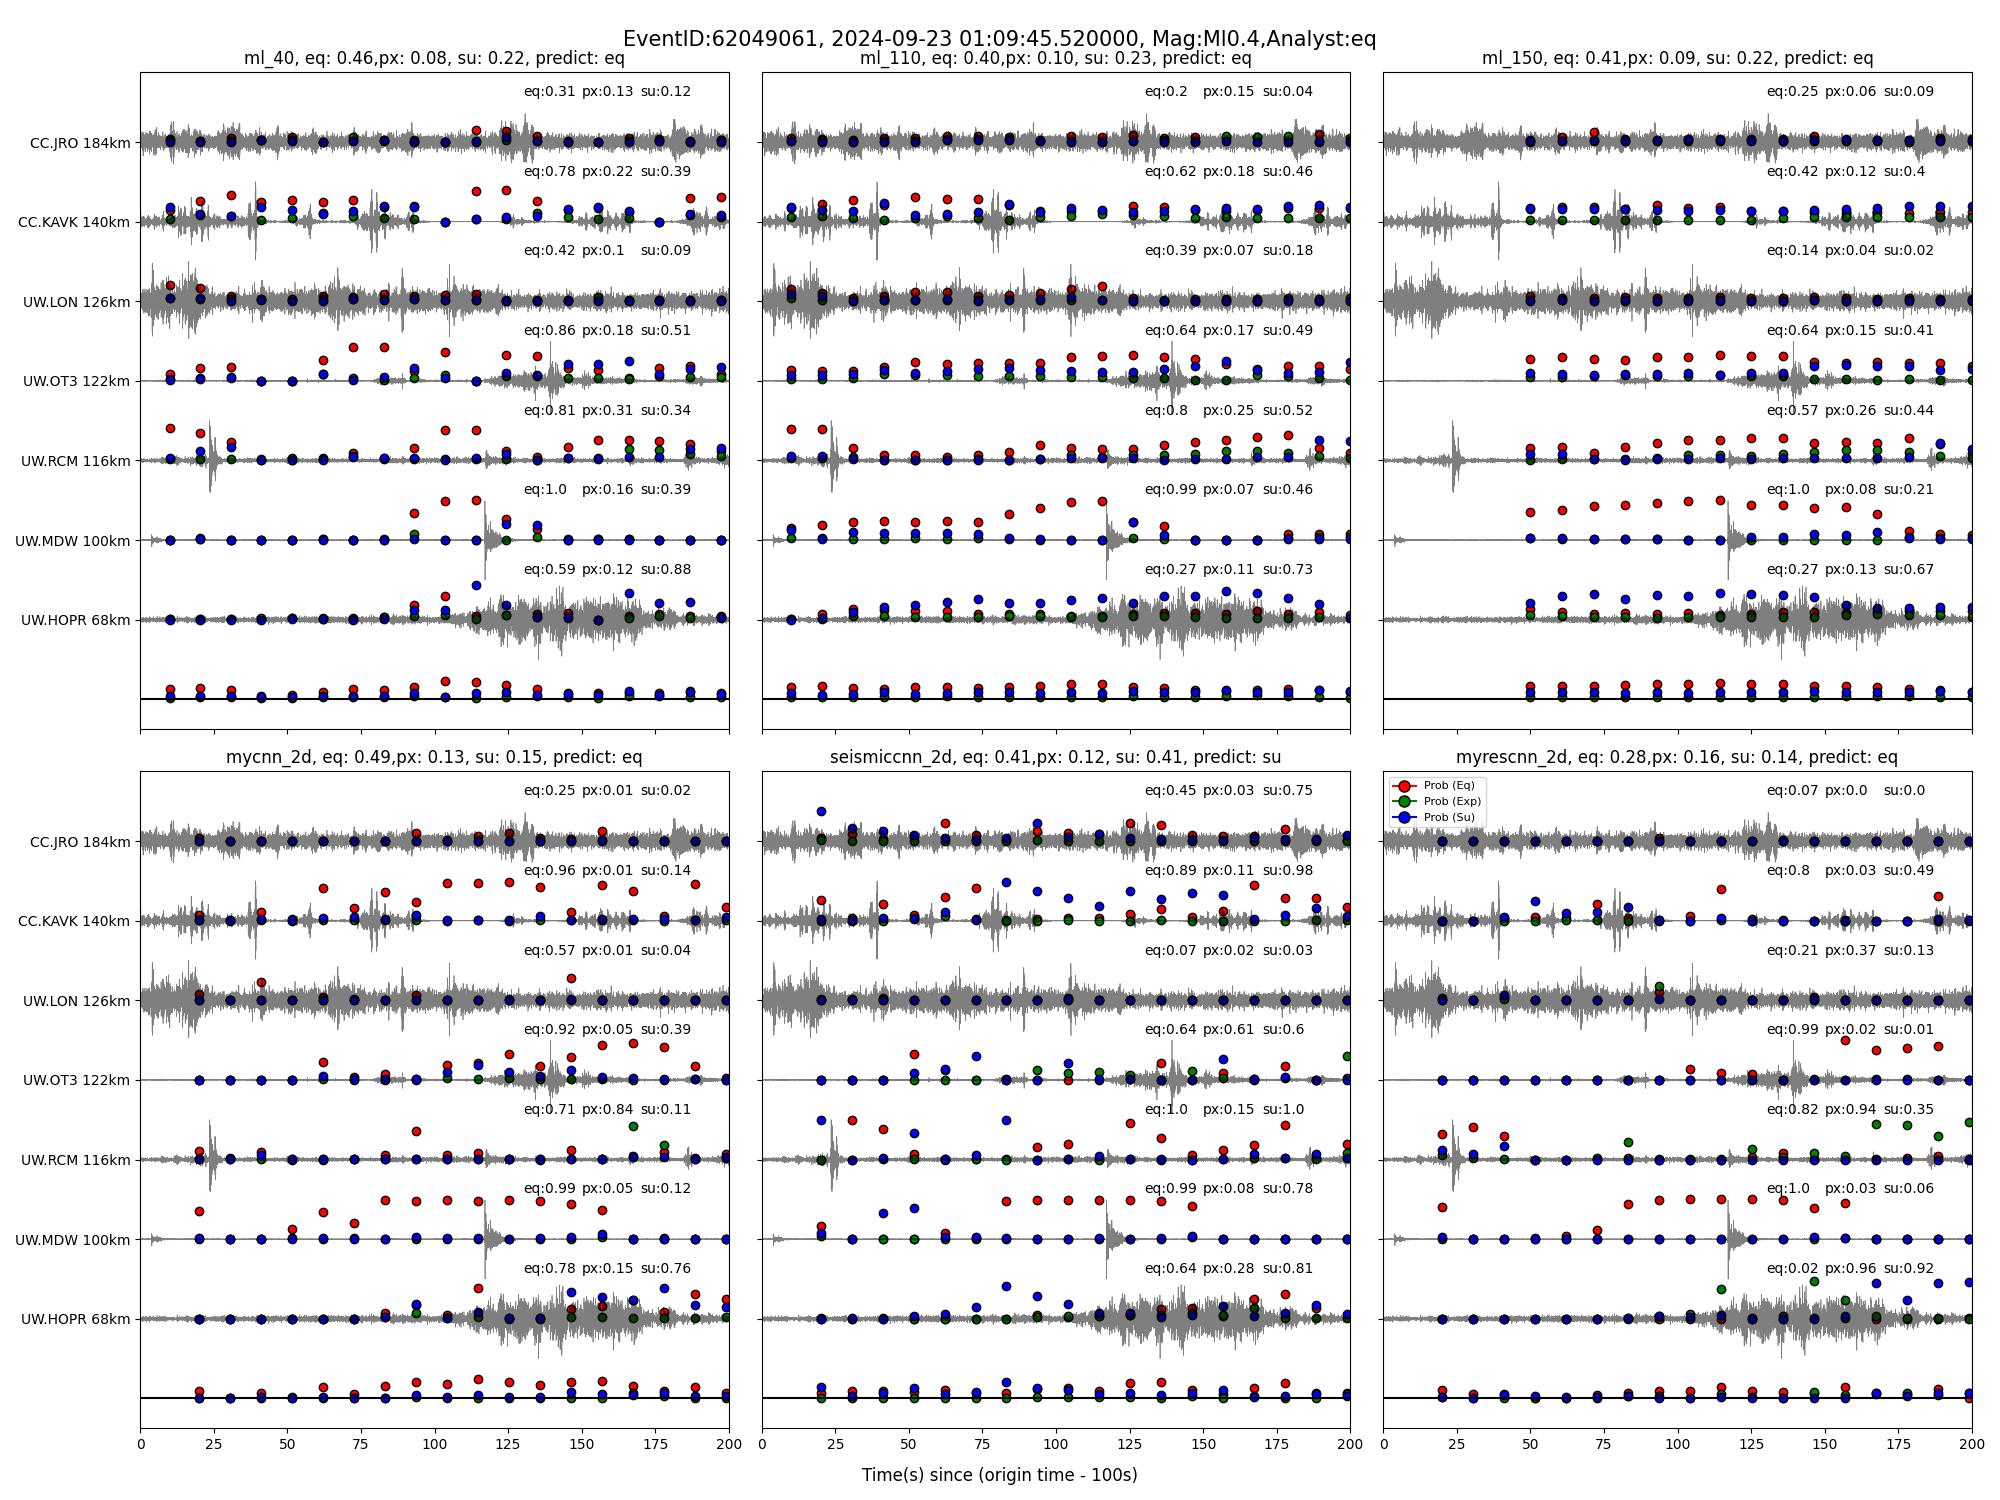 EventID:62049061, 2024-09-23 01:09:45.520000, Mag:Ml0.4,Analyst:eq
ml_40, eq: 0.46,px: 0.08, su: 0.22, predict: eq
CC.JRO 184km
eq:0.31 px:0.13 su:0.12
CC.KAVK 140km
eq:0.78 px:0.22 su:0.39
UW.LON 126km
eq:0.42 px:0.1 su:0.09
UW.OT3 122km
eq:0.86 px:0.18 su:0.51
UW.RCM 116km
eq:0.81 px:0.31 su:0.34
UW.MDW 100km
eq:1.0 px:0.16 su:0.39
UW.HOPR 68km
eq:0.59 px:0.12 su:0.88
ml_110, eq: 0.40,px: 0.10, su: 0.23, predict: eq
eq:0.2 px:0.15 su:0.04
eq:0.62 px:0.18 su:0.46
eq:0.39 px:0.07 su:0.18
eq:0.64 px:0.17 su:0.49
eq:0.8 px:0.25 su:0.52
eq:0.99 px:0.07 su:0.46
eq:0.27 px:0.11 su:0.73
ml_150, eq: 0.41,px: 0.09, su: 0.22, predict: eq
eq:0.25 px:0.06 su:0.09
eq:0.42 px:0.12 su:0.4
eq:0.14 px:0.04 su:0.02
eq:0.64 px:0.15 su:0.41
eq:0.57 px:0.26 su:0.44
eq:1.0 px:0.08 su:0.21
eq:0.27 px:0.13 su:0.67
mycnn_2d, eq: 0.49,px: 0.13, su: 0.15, predict: eq
CC.JRO 184km
eq:0.25 px:0.01 su:0.02
CC.KAVK 140km
eq:0.96 px:0.01 su:0.14
UW.LON 126km
eq:0.57 px:0.01 su:0.04
UW.OT3 122km
eq:0.92 px:0.05 su:0.39
UW.RCM 116km
eq:0.71 px:0.84 su:0.11
UW.MDW 100km
eq:0.99 px:0.05 su:0.12
UW.HOPR 68km
eq:0.78 px:0.15 su:0.76
0 25 50 75 100 125 150 175 200
seismiccnn_2d, eq: 0.41,px: 0.12, su: 0.41, predict: su
eq:0.45 px:0.03 su:0.75
eq:0.89 px:0.11 su:0.98
eq:0.07 px:0.02 su:0.03
eq:0.64 px:0.61 su:0.6
eq:1.0 px:0.15 su:1.0
eq:0.99 px:0.08 su:0.78
eq:0.64 px:0.28 su:0.81
0 25 50 75 100 125 150 175 200
myrescnn_2d, eq: 0.28,px: 0.16, su: 0.14, predict: eq
Prob (Eq)
Prob (Exp)
Prob (Su)
eq:0.07 px:0.0 su:0.0
eq:0.8 px:0.03 su:0.49
eq:0.21 px:0.37 su:0.13
eq:0.99 px:0.02 su:0.01
eq:0.82 px:0.94 su:0.35
eq:1.0 px:0.03 su:0.06
eq:0.02 px:0.96 su:0.92
0 25 50 75 100 125 150 175 200
Time(s) since (origin time - 100s)